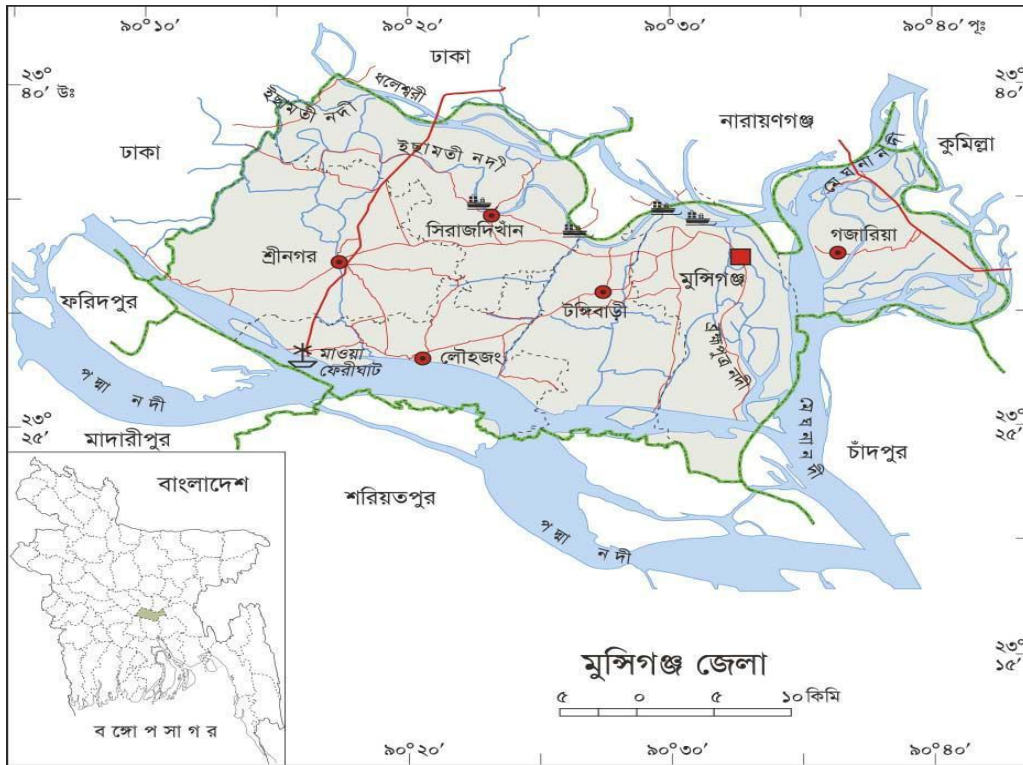 ৯০° ১০′
৯০° ২০′
৯০° ৩০′
৯০° ৪০′ পূঃ
২৩°
৪০′ উঃ
২৩°
৪০′
ঢাকা
ধলেশ্বরী
ইছামতী নদী
ইছামতী নদী
নারায়ণগঞ্জ
মেঘনা নদী
কুমিল্লা
ঢাকা
সিরাজদিখাঁন
গজারিয়া
শ্রীনগর
মুন্সিগঞ্জ
ফরিদপুর
টঙ্গিবাড়ী
ব্রহ্মপুত্র নদী
মাওয়া
ফেরীঘাট
লৌহজং
পদ্মা নদী
২৩°
২৫′
মাদারীপুর
মেঘনা নদী
চাঁদপুর
২৩°
২৫′
শরিয়তপুর
পদ্মা নদী
বাংলাদেশ
বঙ্গোপসাগর
২৩°
১৫′
মুন্সিগঞ্জ জেলা
৫ ০ ৫ ১০ কিমি
৯০° ২০′
৯০° ৩০′
৯০° ৪০′